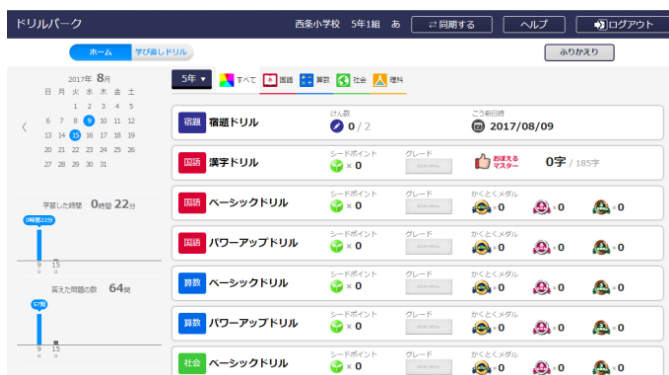 ドリルパーク 西条小学校 5年1組 あ ⇄同期する ヘルプ ログアウト
ホーム 学び直しドリル ふりかえり
2017年 8月
日 月 火 水 木 金 土
1 2 3 4 5
6 7 8 9 10 11 12
13 14 15 16 17 18 19
20 21 22 23 24 25 26
27 28 29 30 31
学習した時間 0時間 22分
0時間22分
9 15
答えた問題の数 64問
9 15
5年 ▼ すべて 国語 算数 社会 理科
宿題 宿題ドリル けん数 0 / 2 こう新日時 2017/08/09
国語 漢字ドリル シードポイント × 0 グレード おぼえるマスター 0字 / 185字
国語 ベーシックドリル シードポイント × 0 グレード かくとくメダル ×0 ×0 ×0
国語 パワーアップドリル シードポイント × 0 グレード かくとくメダル ×0 ×0 ×0
算数 ベーシックドリル シードポイント × 0 グレード かくとくメダル ×0 ×0 ×0
算数 パワーアップドリル シードポイント × 0 グレード かくとくメダル ×0 ×0 ×0
社会 ベーシックドリル シードポイント × 0 グレード かくとくメダル ×0 ×0 ×0